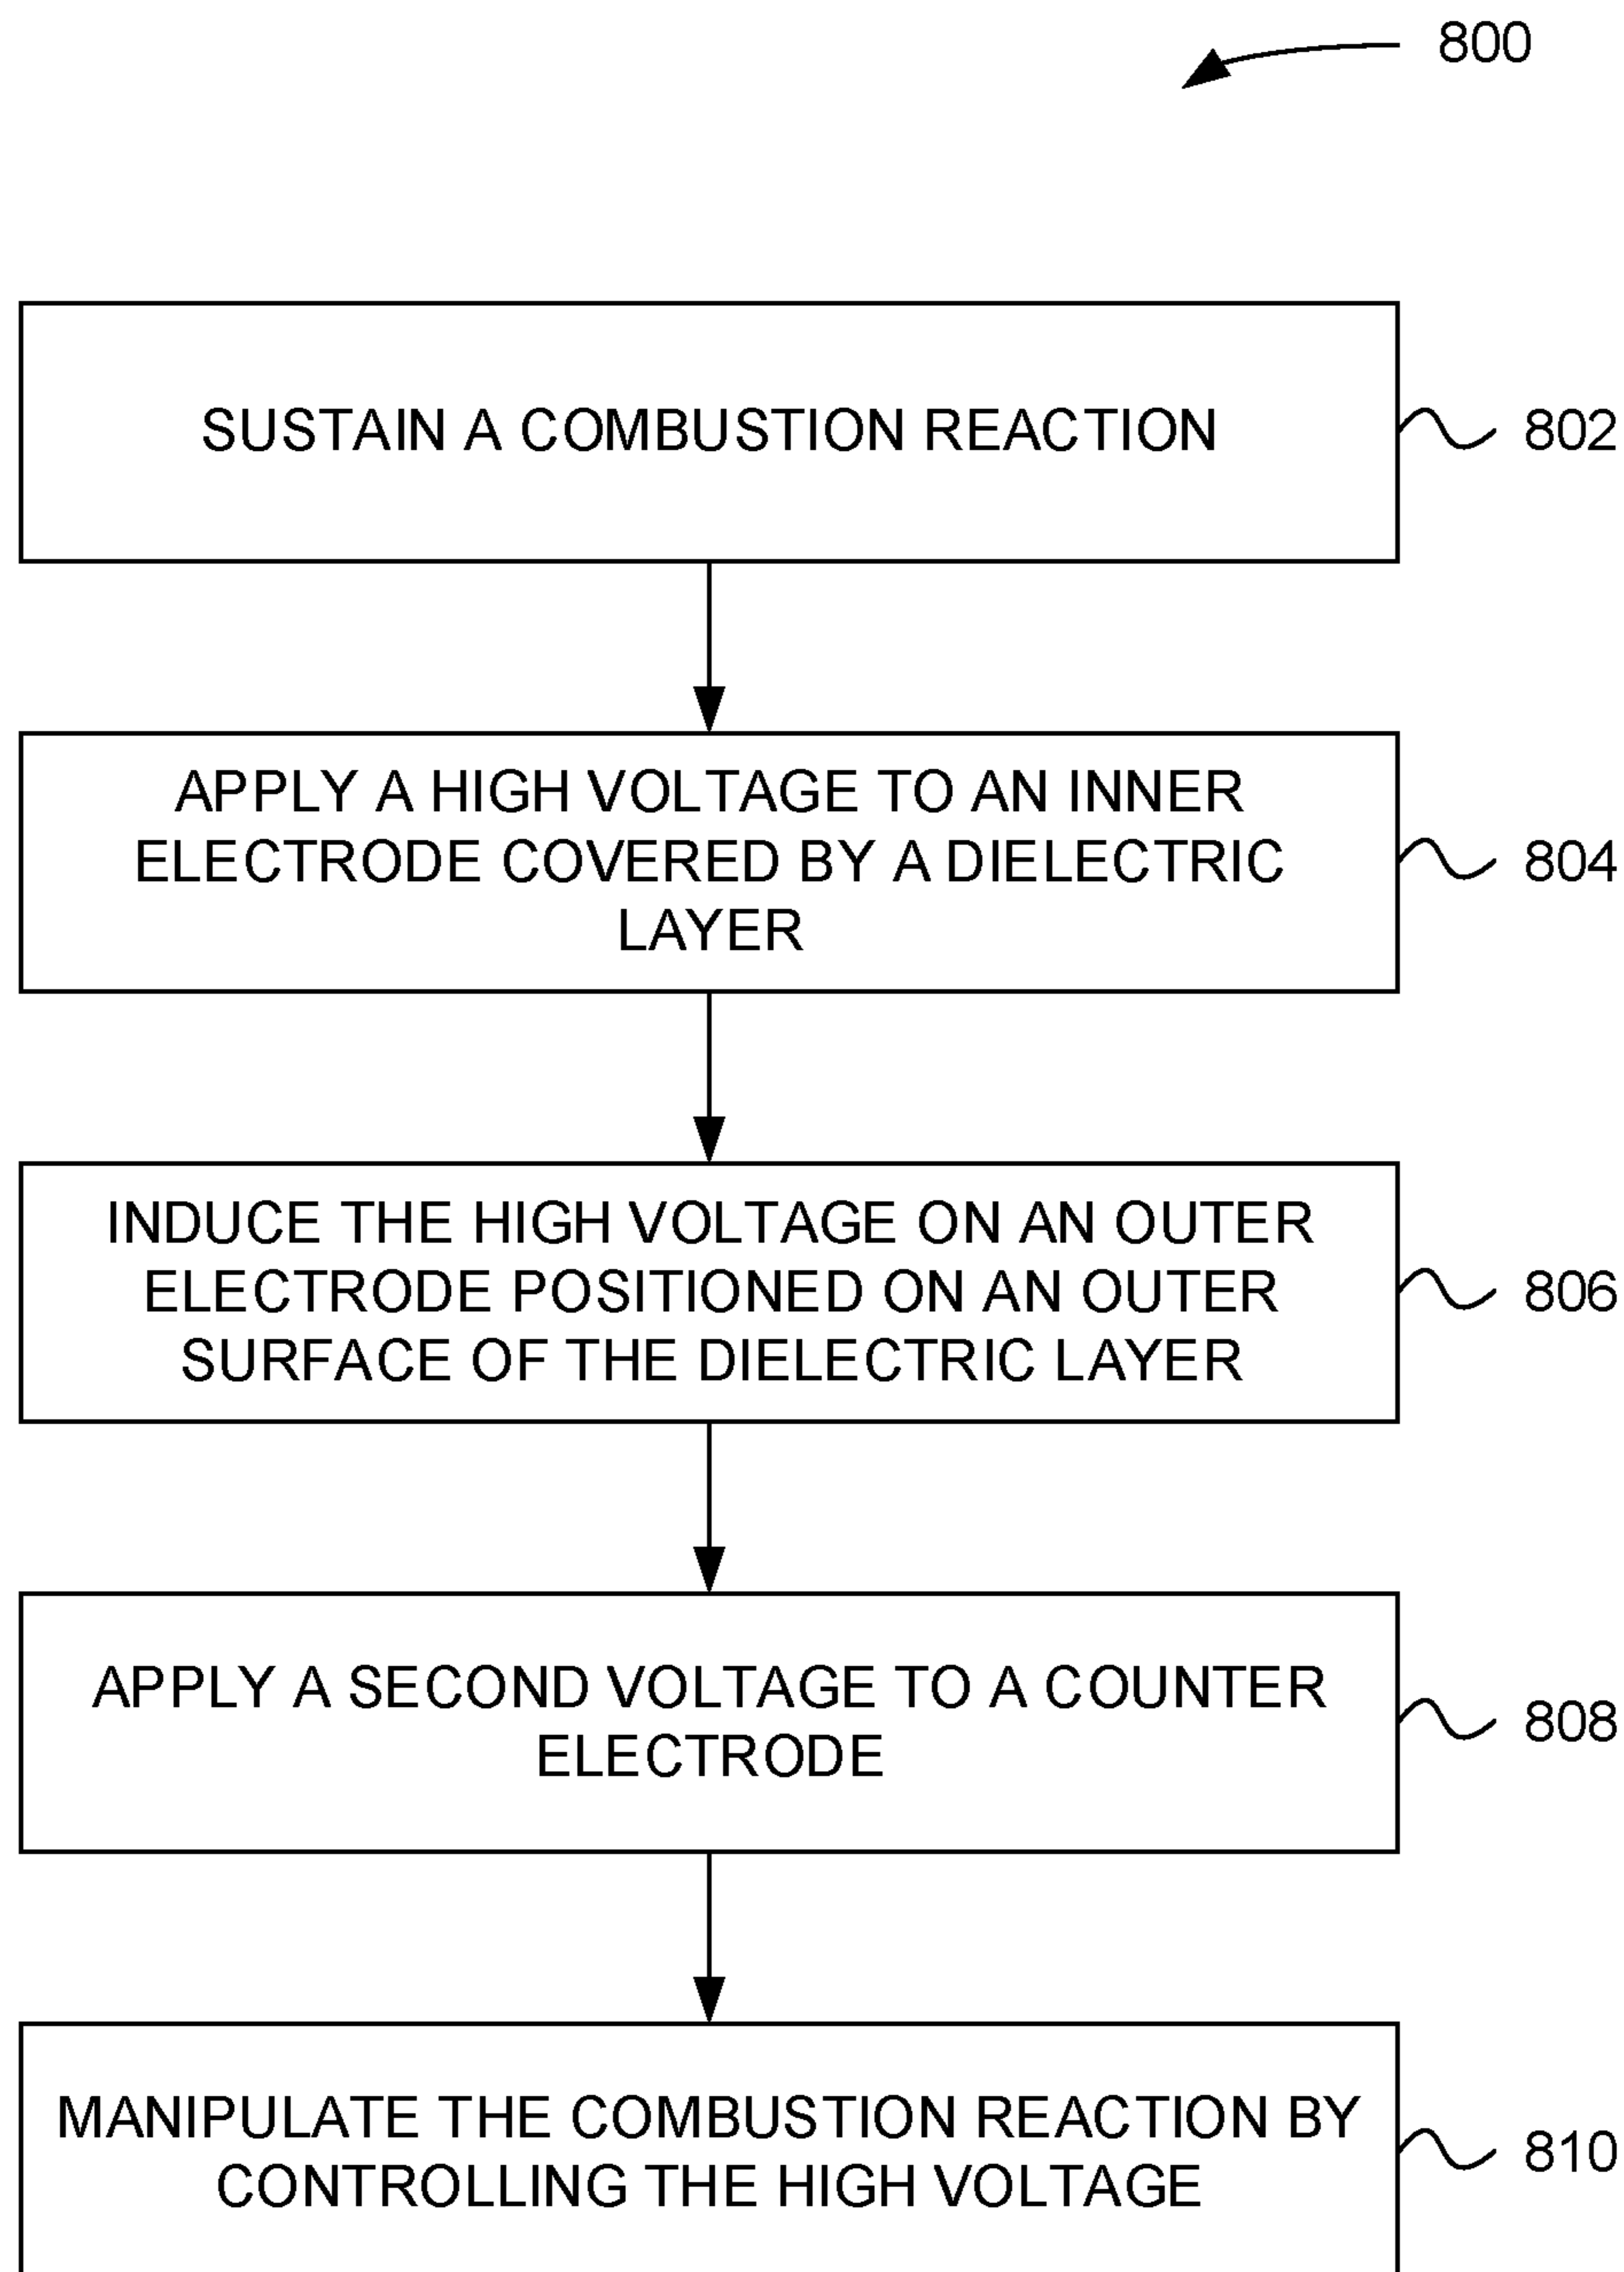 800
SUSTAIN A COMBUSTION REACTION
802
APPLY A HIGH VOLTAGE TO AN INNER
ELECTRODE COVERED BY A DIELECTRIC
LAYER
804
INDUCE THE HIGH VOLTAGE ON AN OUTER
ELECTRODE POSITIONED ON AN OUTER
SURFACE OF THE DIELECTRIC LAYER
806
APPLY A SECOND VOLTAGE TO A COUNTER
ELECTRODE
808
MANIPULATE THE COMBUSTION REACTION BY
CONTROLLING THE HIGH VOLTAGE
810